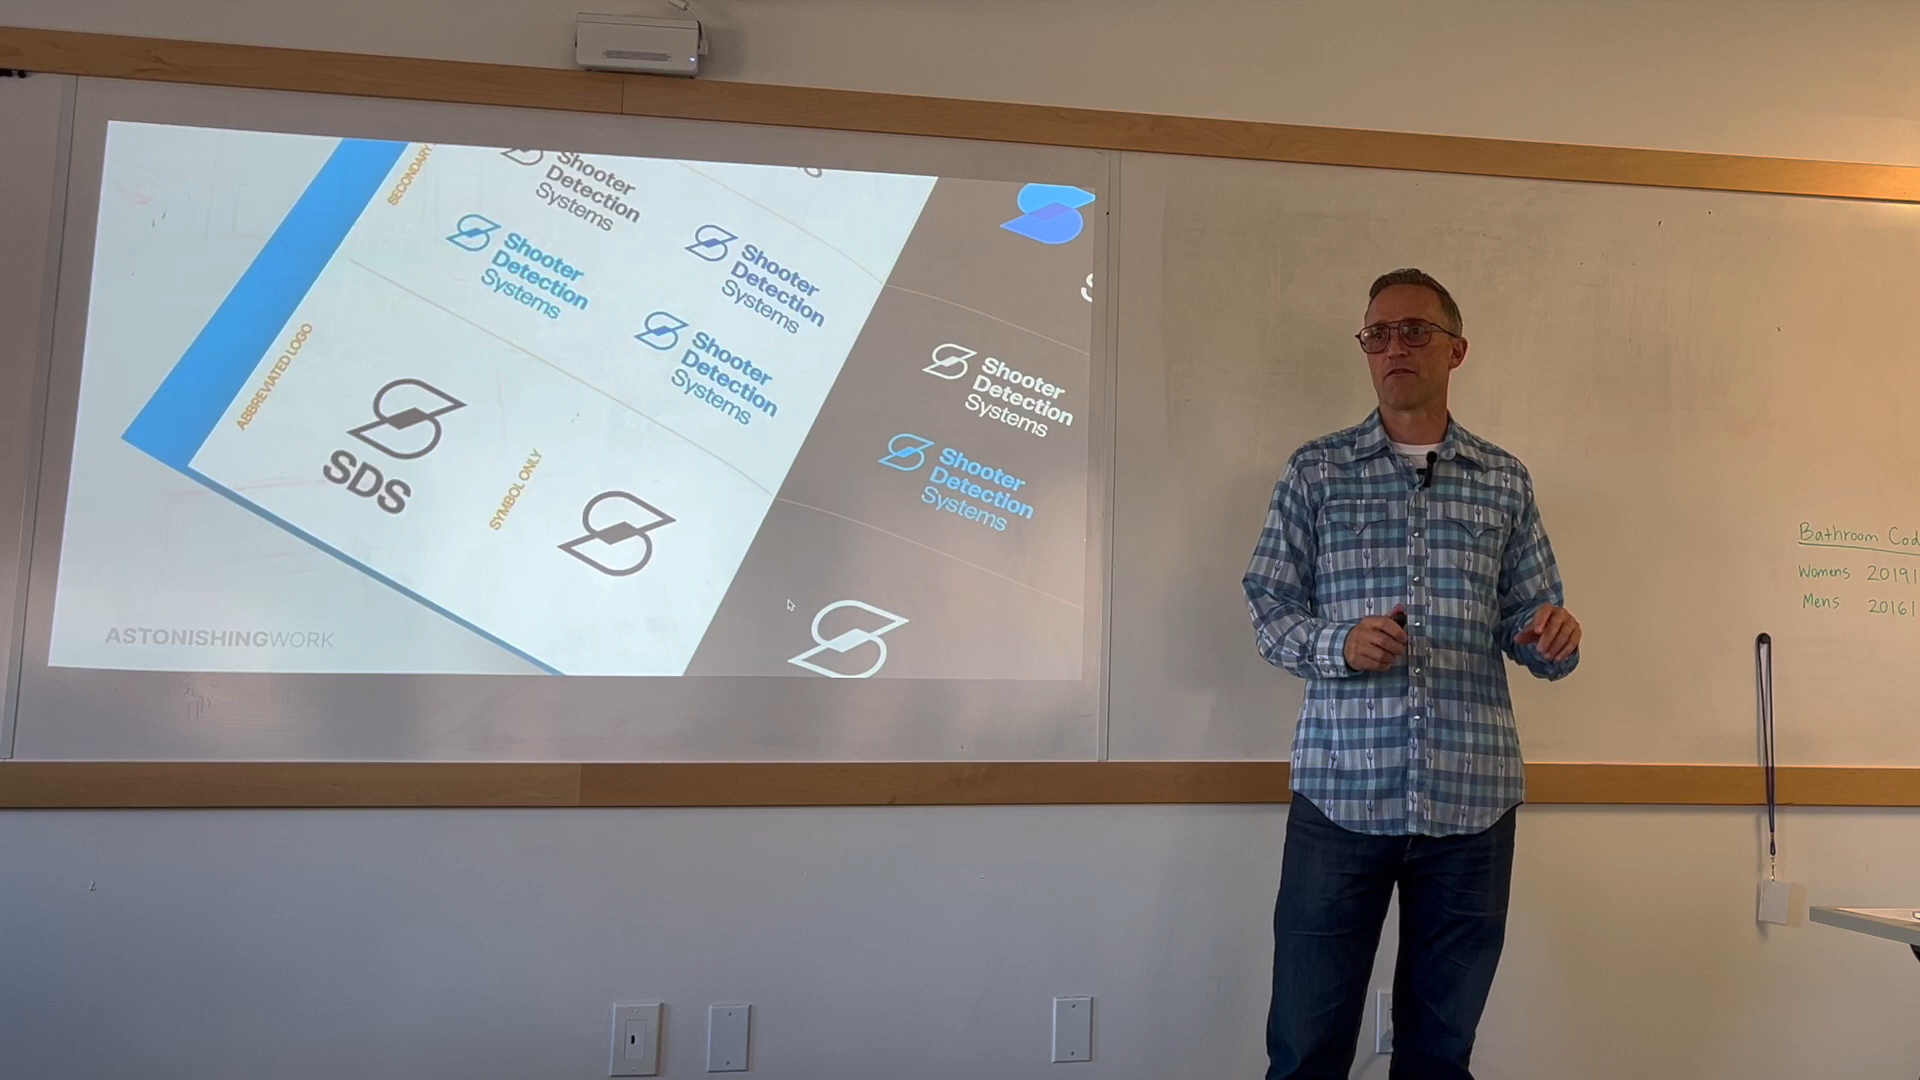 SECONDARY
Shooter
Detection
Systems
Shooter
Detection
Systems
Shooter
Detection
Systems
Shooter
Detection
Systems
ABBREVIATED LOGO
SDS
SYMBOL ONLY
Shooter
Detection
Systems
Shooter
Detection
Systems
ASTONISHINGWORK
Bathroom Cod
Womens 20191
Mens 20161